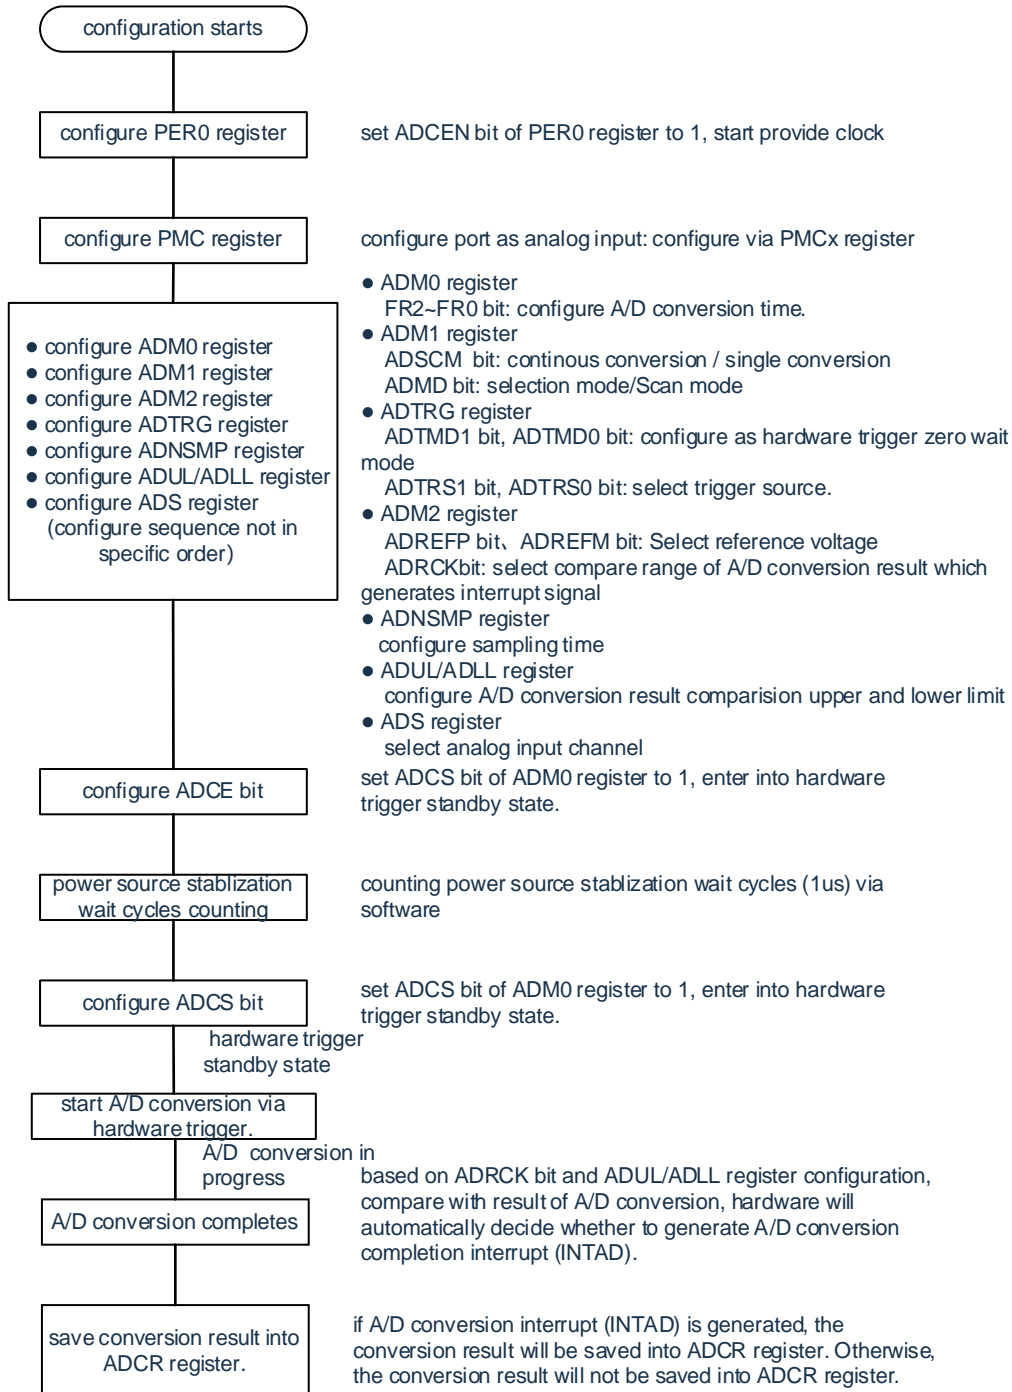 configuration starts
configure PER0 register
set ADCEN bit of PER0 register to 1, start provide clock
configure PMC register
configure port as analog input: configure via PMCx register
● configure ADM0 register
● configure ADM1 register
● configure ADM2 register
● configure ADTRG register
● configure ADNSMP register
● configure ADUL/ADLL register
● configure ADS register
(configure sequence not in
specific order)
● ADM0 register
FR2~FR0 bit: configure A/D conversion time.
● ADM1 register
ADSCM bit: continous conversion / single conversion
ADMD bit: selection mode/Scan mode
● ADTRG register
ADTMD1 bit, ADTMD0 bit: configure as hardware trigger zero wait
mode
ADTRS1 bit, ADTRS0 bit: select trigger source.
● ADM2 register
ADREFP bit、ADREFM bit: Select reference voltage
ADRCKbit: select compare range of A/D conversion result which
generates interrupt signal
● ADNSMP register
configure sampling time
● ADUL/ADLL register
configure A/D conversion result comparision upper and lower limit
● ADS register
select analog input channel
configure ADCE bit
set ADCS bit of ADM0 register to 1, enter into hardware
trigger standby state.
power source stablization
wait cycles counting
counting power source stablization wait cycles (1us) via
software
configure ADCS bit
set ADCS bit of ADM0 register to 1, enter into hardware
trigger standby state.
hardware trigger
standby state
start A/D conversion via
hardware trigger.
A/D conversion in
progress
A/D conversion completes
based on ADRCK bit and ADUL/ADLL register configuration,
compare with result of A/D conversion, hardware will
automatically decide whether to generate A/D conversion
completion interrupt (INTAD).
save conversion result into
ADCR register.
if A/D conversion interrupt (INTAD) is generated, the
conversion result will be saved into ADCR register. Otherwise,
the conversion result will not be saved into ADCR register.